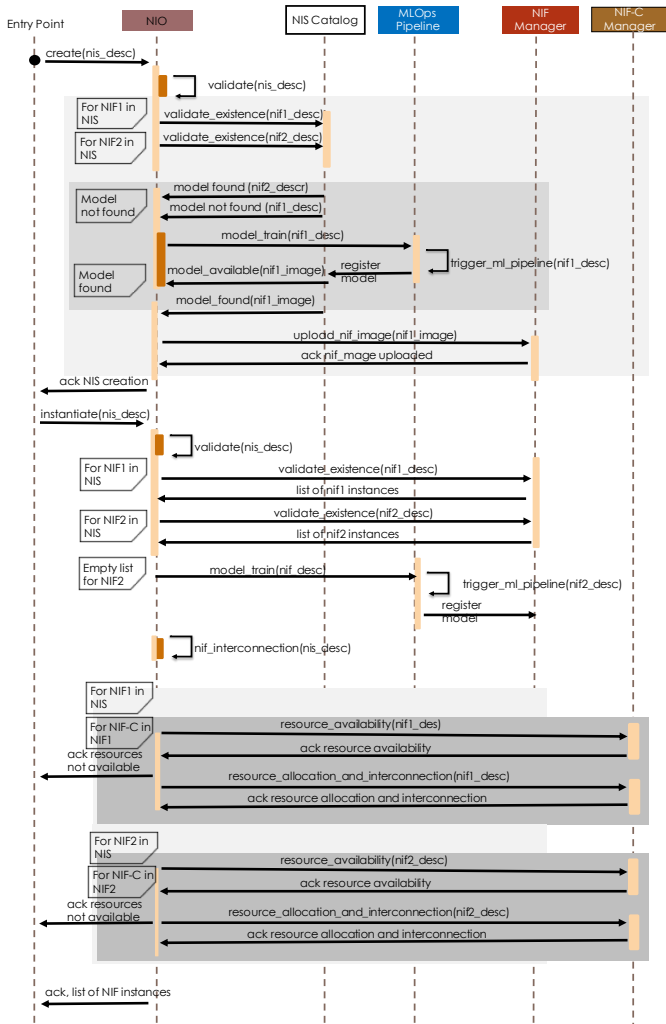 Entry Point
NIO
NIS Catalog
MLOps
Pipeline
NIF
Manager
NIF-C
Manager
create(nis_desc)
validate(nis_desc)
For NIF1 in
NIS
validate_existence(nif1_desc)
For NIF2 in
NIS
validate_existence(nif2_desc)
Model
not found
model found (nif2_descr)
model not found (nif1_desc)
model_train(nif1_desc)
trigger_ml_pipeline(nif1_desc)
register
model
Model
found
model_available(nif1_image)
model_found(nif1_image)
upload_nif_image(nif1_image)
ack nif_mage uploaded
ack NIS creation
instantiate(nis_desc)
validate(nis_desc)
For NIF1 in
NIS
validate_existence(nif1_desc)
list of nif1 instances
For NIF2 in
NIS
validate_existence(nif2_desc)
list of nif2 instances
Empty list
for NIF2
model_train(nif_desc)
trigger_ml_pipeline(nif2_desc)
register
model
nif_interconnection(nis_desc)
For NIF1 in
NIS
For NIF-C in
NIF1
resource_availability(nif1_des)
ack resource availability
ack resources
not available
resource_allocation_and_interconnection(nif1_desc)
ack resource allocation and interconnection
For NIF2 in
NIS
For NIF-C in
NIF2
resource_availability(nif2_desc)
ack resource availability
ack resources
not available
resource_allocation_and_interconnection(nif2_desc)
ack resource allocation and interconnection
ack, list of NIF instances